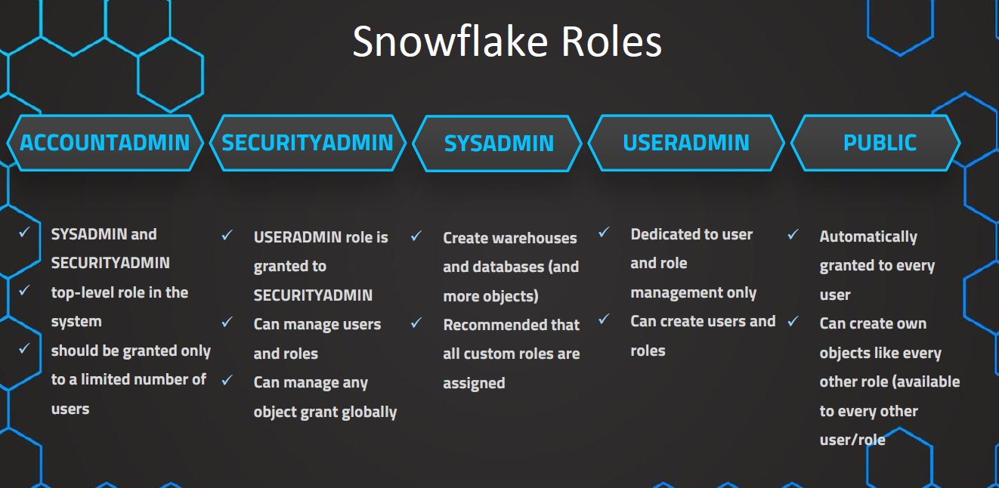 Snowflake Roles
ACCOUNTADMIN
SECURITYADMIN
SYSADMIN
USERADMIN
PUBLIC
✓ SYSADMIN and
SECURITYADMIN
✓ top-level role in the
system
✓ should be granted only
to a limited number of
users
✓ USERADMIN role is
granted to
SECURITYADMIN
✓ Can manage users
and roles
✓ Can manage any
object grant globally
✓ Create warehouses
and databases (and
more objects)
✓ Recommended that
all custom roles are
assigned
✓ Dedicated to user
and role
management only
✓ Can create users and
roles
✓ Automatically
granted to every
user
✓ Can create own
objects like every
other role (available
to every other
user/role